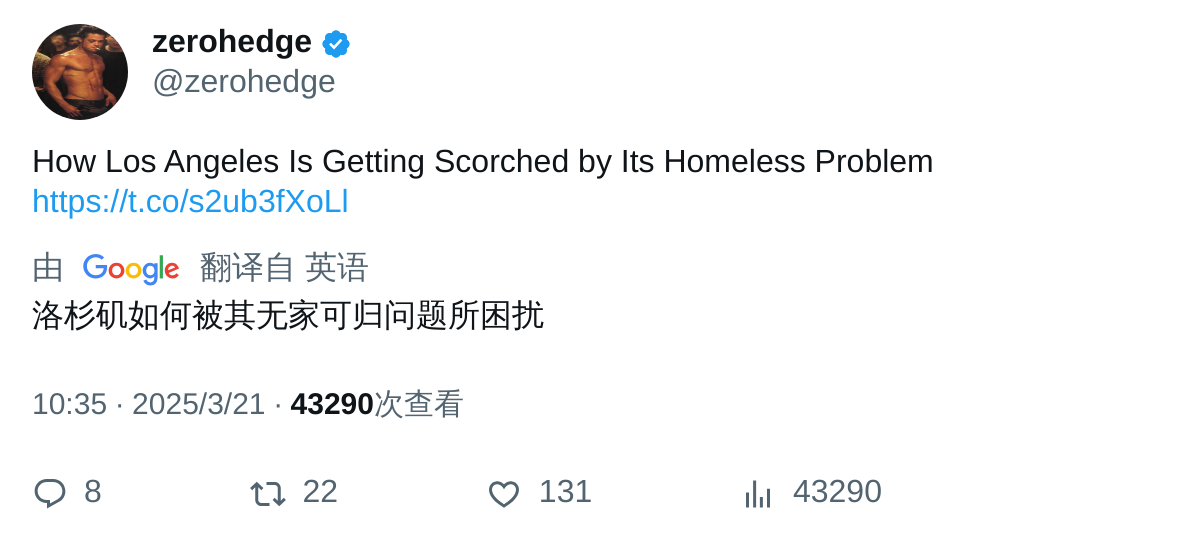 zerohedge
@zerohedge
How Los Angeles Is Getting Scorched by Its Homeless Problem
https://t.co/s2ub3fXoLl
由 Google 翻译自 英语
洛杉矶如何被其无家可归问题所困扰
10:35 · 2025/3/21 · 43290次查看
8 22 131 43290